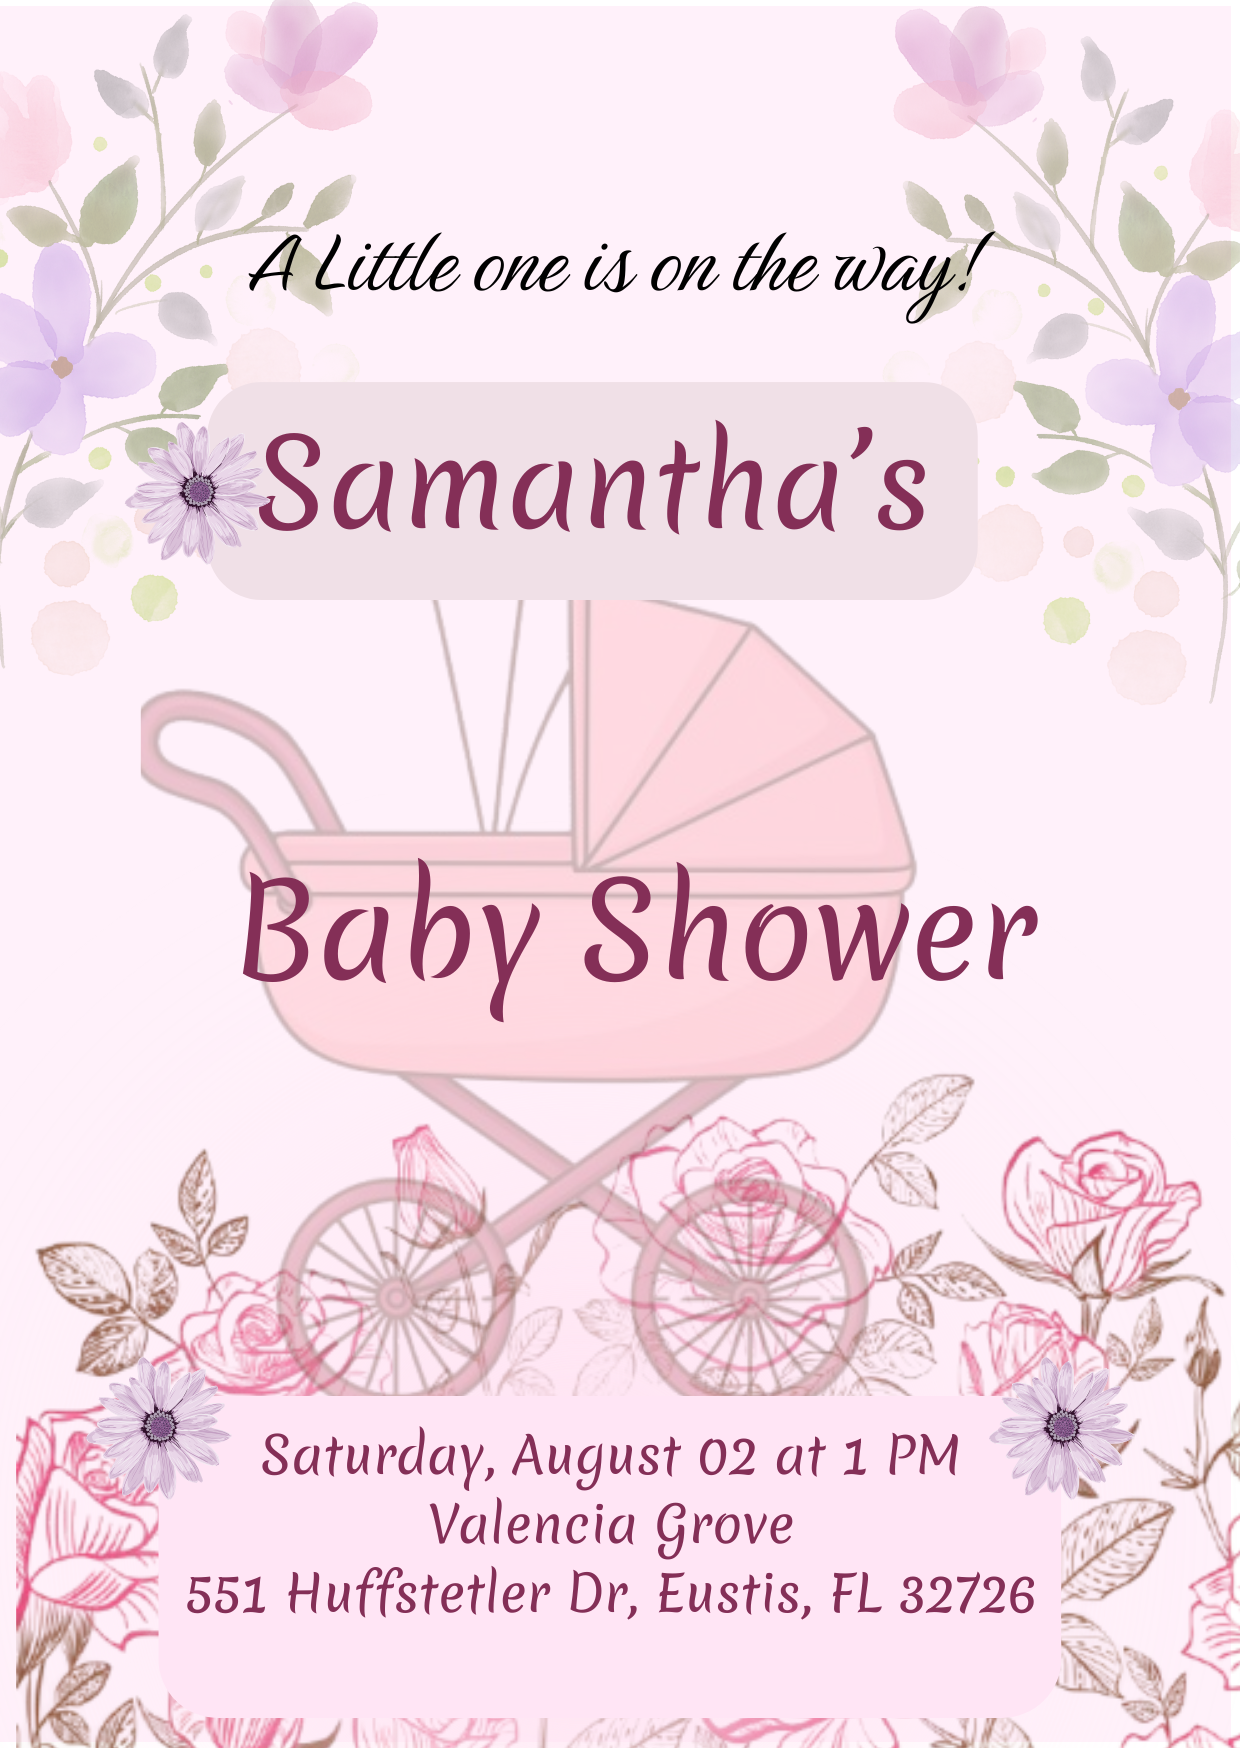 A Little one is on the way!
Samantha’s
Baby Shower
Saturday, August 02 at 1 PM
Valencia Grove
551 Huffstetler Dr, Eustis, FL 32726